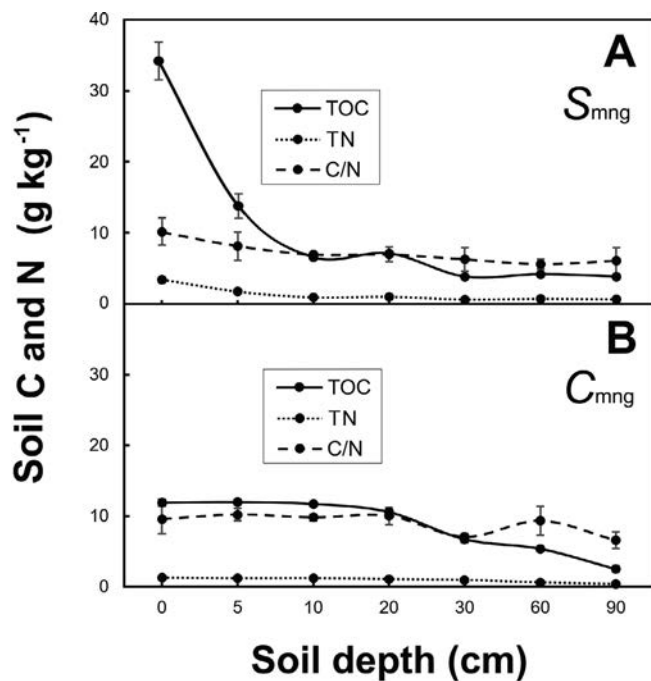 Soil C and N (g kg⁻¹)
40
30
20
10
0
A
Smng
TOC
TN
C/N
30
20
10
0
B
Cmng
TOC
TN
C/N
0 5 10 20 30 60 90
Soil depth (cm)